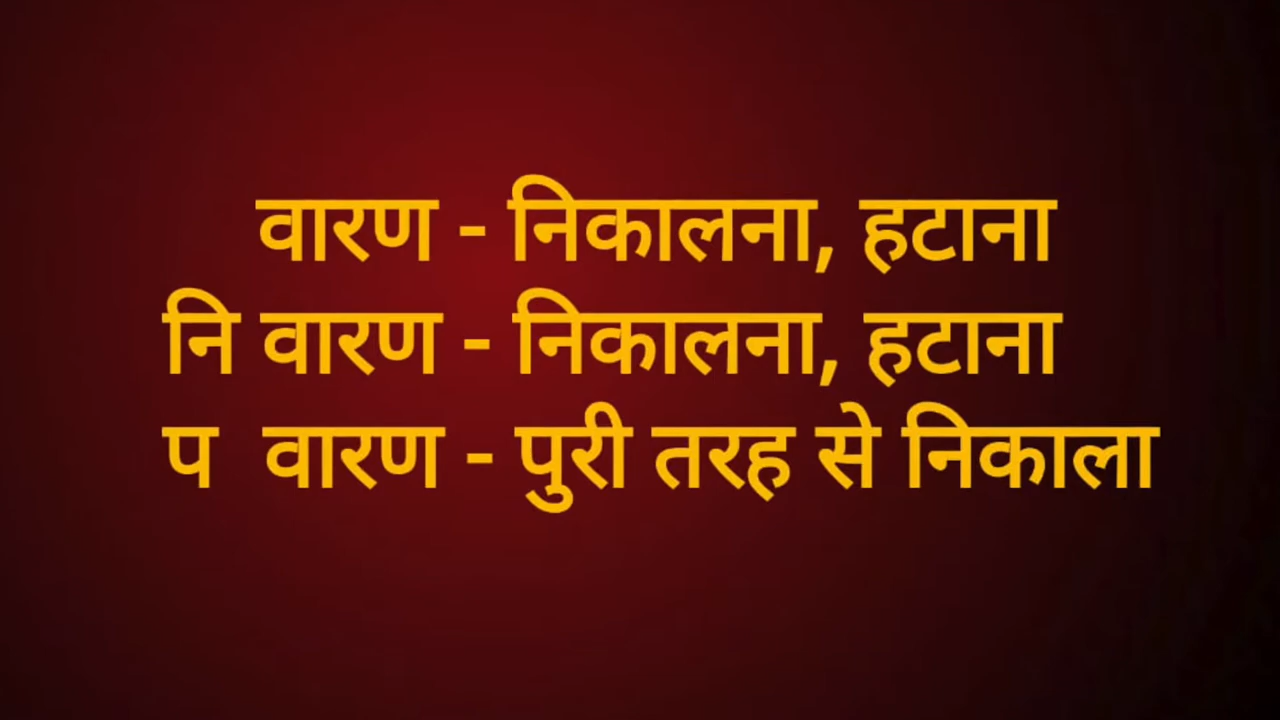 वारण - निकालना, हटाना
नि वारण - निकालना, हटाना
प वारण - पुरी तरह से निकाला